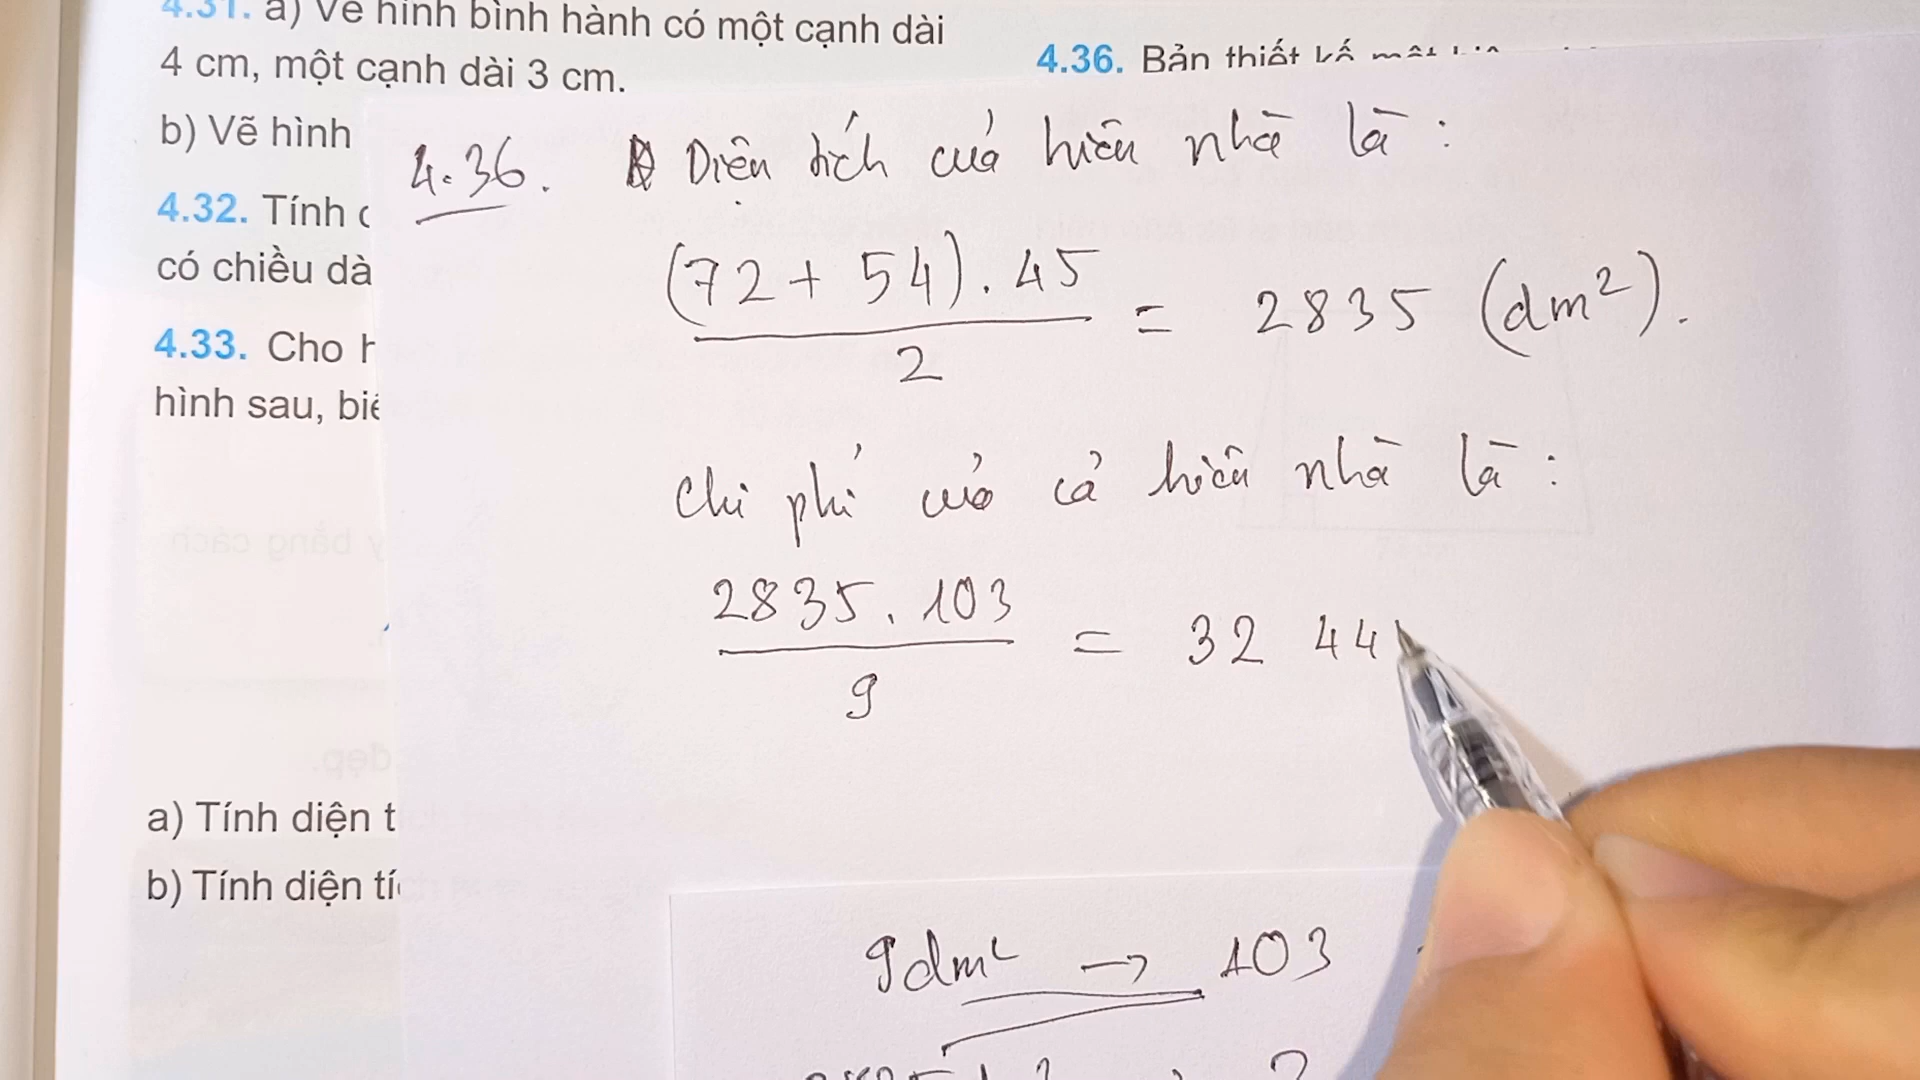 4.31. a) Vẽ hình bình hành có một cạnh dài
4 cm, một cạnh dài 3 cm.
b) Vẽ hình
4.32. Tính
có chiều dà
4.33. Cho
hình sau,
a) Tính diện
b) Tính diện
4.36. Bản thiết kế một
4.36. Diện tích của hiên nhà là :
(72 + 54) . 45
2
= 2835 (dm²).
Chi phí của cả hiên nhà là :
2835 . 103
9
= 32 44
9dm² → 103